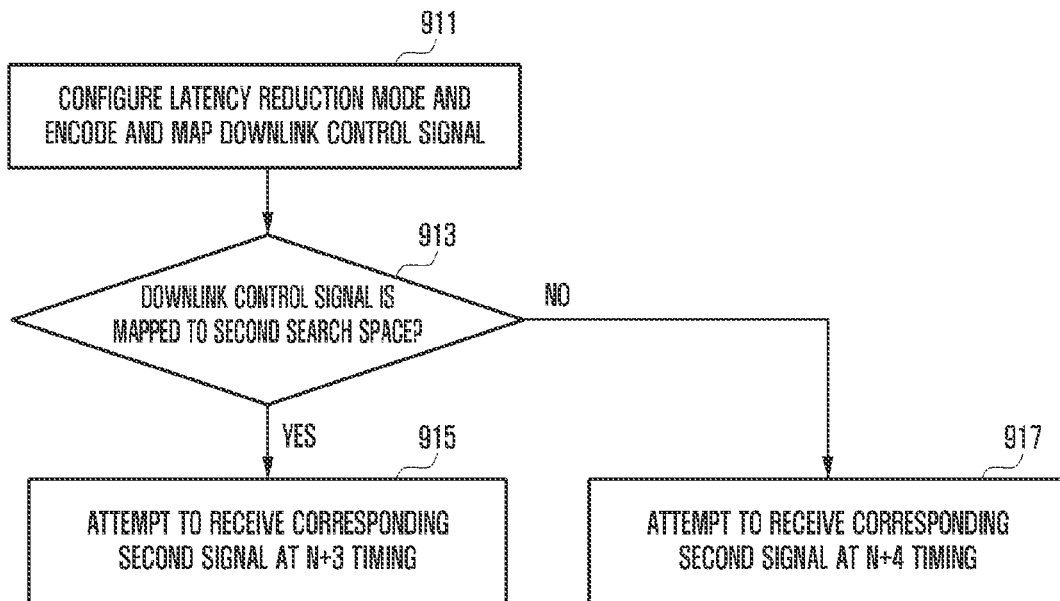 911
CONFIGURE LATENCY REDUCTION MODE AND
ENCODE AND MAP DOWNLINK CONTROL SIGNAL
913
DOWNLINK CONTROL SIGNAL IS
MAPPED TO SECOND SEARCH SPACE?
NO
YES
915
917
ATTEMPT TO RECEIVE CORRESPONDING
SECOND SIGNAL AT N+3 TIMING
ATTEMPT TO RECEIVE CORRESPONDING
SECOND SIGNAL AT N+4 TIMING